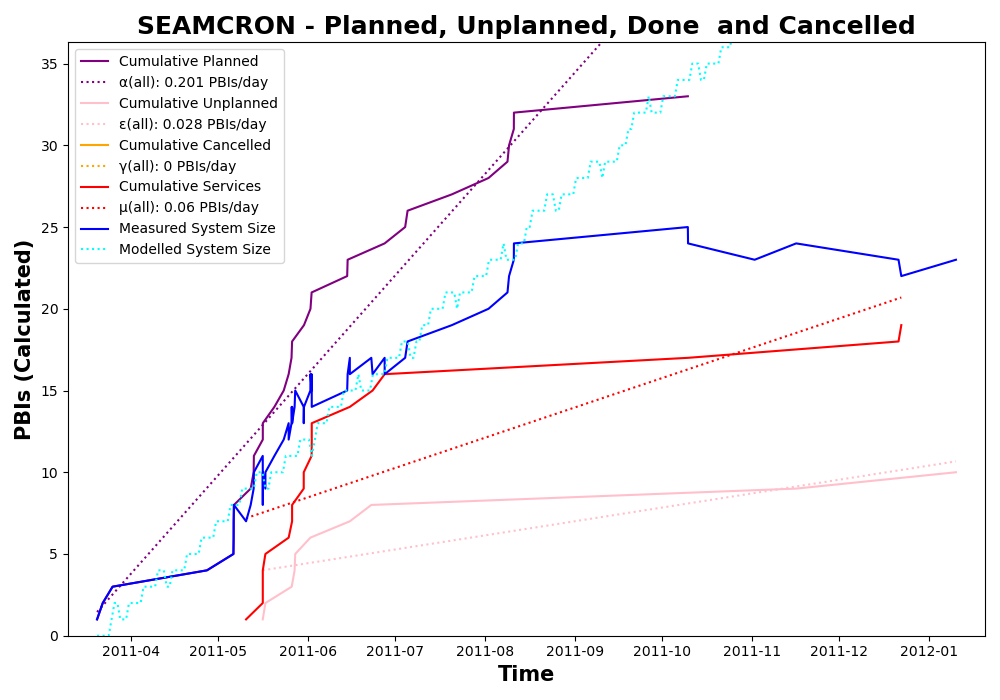 SEAMCRON - Planned, Unplanned, Done  and Cancelled
Cumulative Planned
α(all): 0.201 PBIs/day
Cumulative Unplanned
ε(all): 0.028 PBIs/day
Cumulative Cancelled
γ(all): 0 PBIs/day
Cumulative Services
μ(all): 0.06 PBIs/day
Measured System Size
Modelled System Size
PBIs (Calculated)
35
30
25
20
15
10
5
0
2011-04 2011-05 2011-06 2011-07 2011-08 2011-09 2011-10 2011-11 2011-12 2012-01
Time